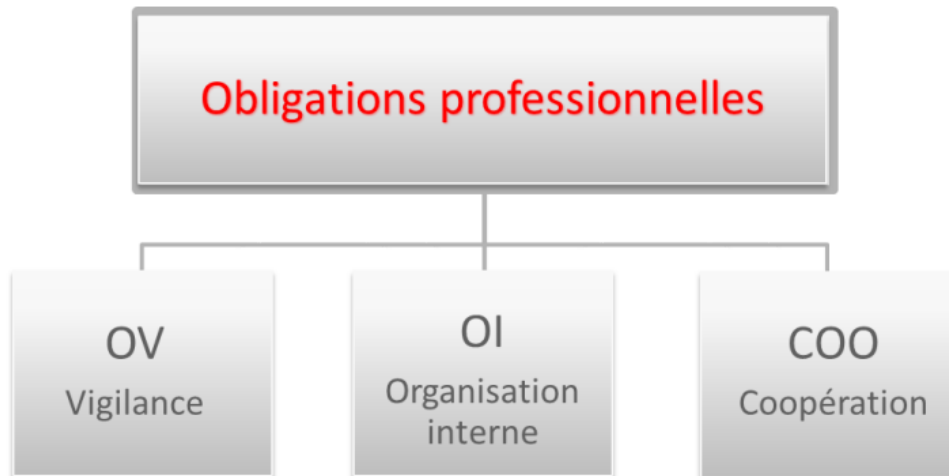 Obligations professionnelles
OV
Vigilance
OI
Organisation
interne
COO
Coopération